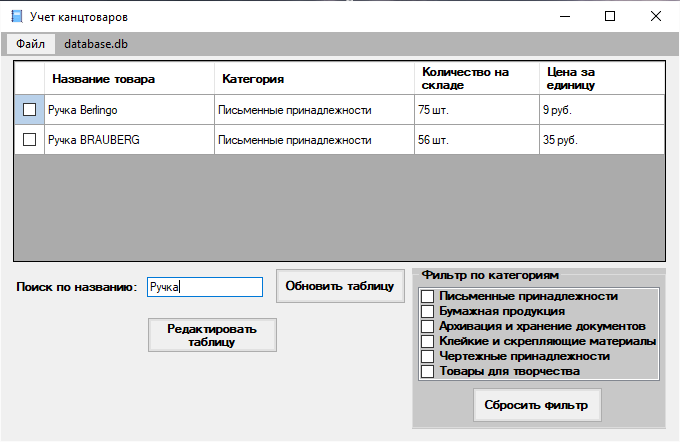 Учет канцтоваров
Файл database.db
Название товара Категория Количество на складе Цена за единицу
Ручка Berlingo Письменные принадлежности 75 шт. 9 руб.
Ручка BRAUBERG Письменные принадлежности 56 шт. 35 руб.
Поиск по названию: Ручка Обновить таблицу
Редактировать
таблицу
Фильтр по категориям
Письменные принадлежности
Бумажная продукция
Архивация и хранение документов
Клейкие и скрепляющие материалы
Чертежные принадлежности
Товары для творчества
Сбросить фильтр